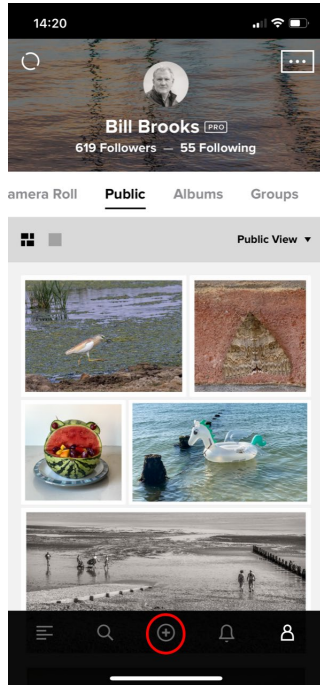 14:20
Bill Brooks PRO
619 Followers — 55 Following
amera Roll Public Albums Groups
Public View